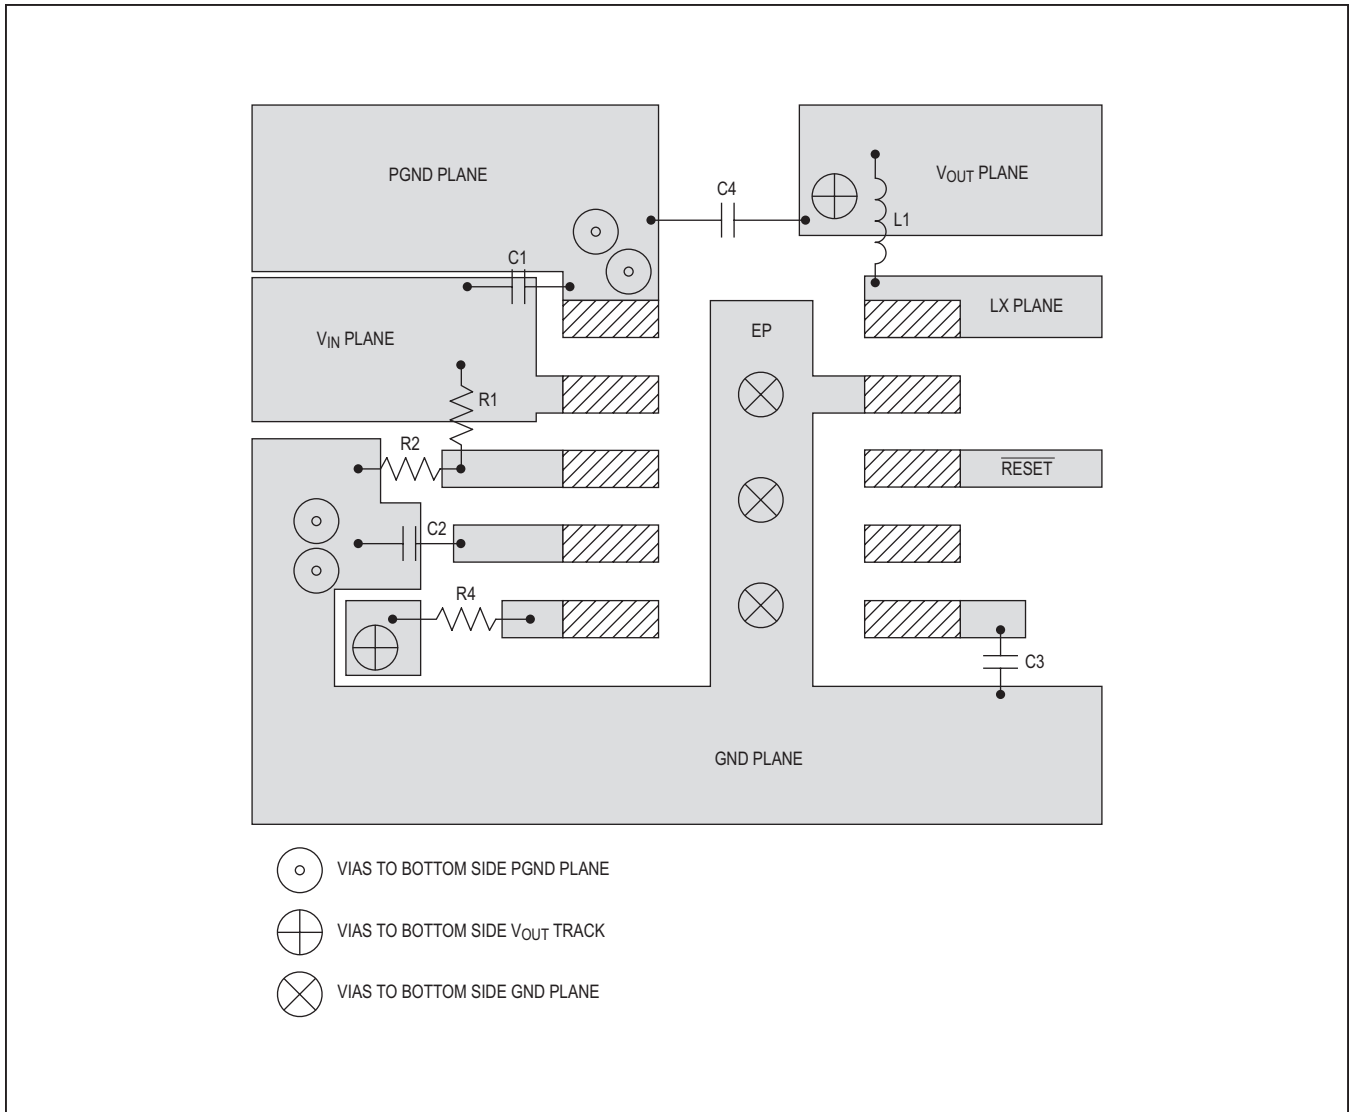 PGND PLANE
C4
VOUT PLANE
L1
C1
LX PLANE
VIN PLANE
EP
R1
R2
RESET
C2
R4
C3
GND PLANE
VIAS TO BOTTOM SIDE PGND PLANE
VIAS TO BOTTOM SIDE VOUT TRACK
VIAS TO BOTTOM SIDE GND PLANE